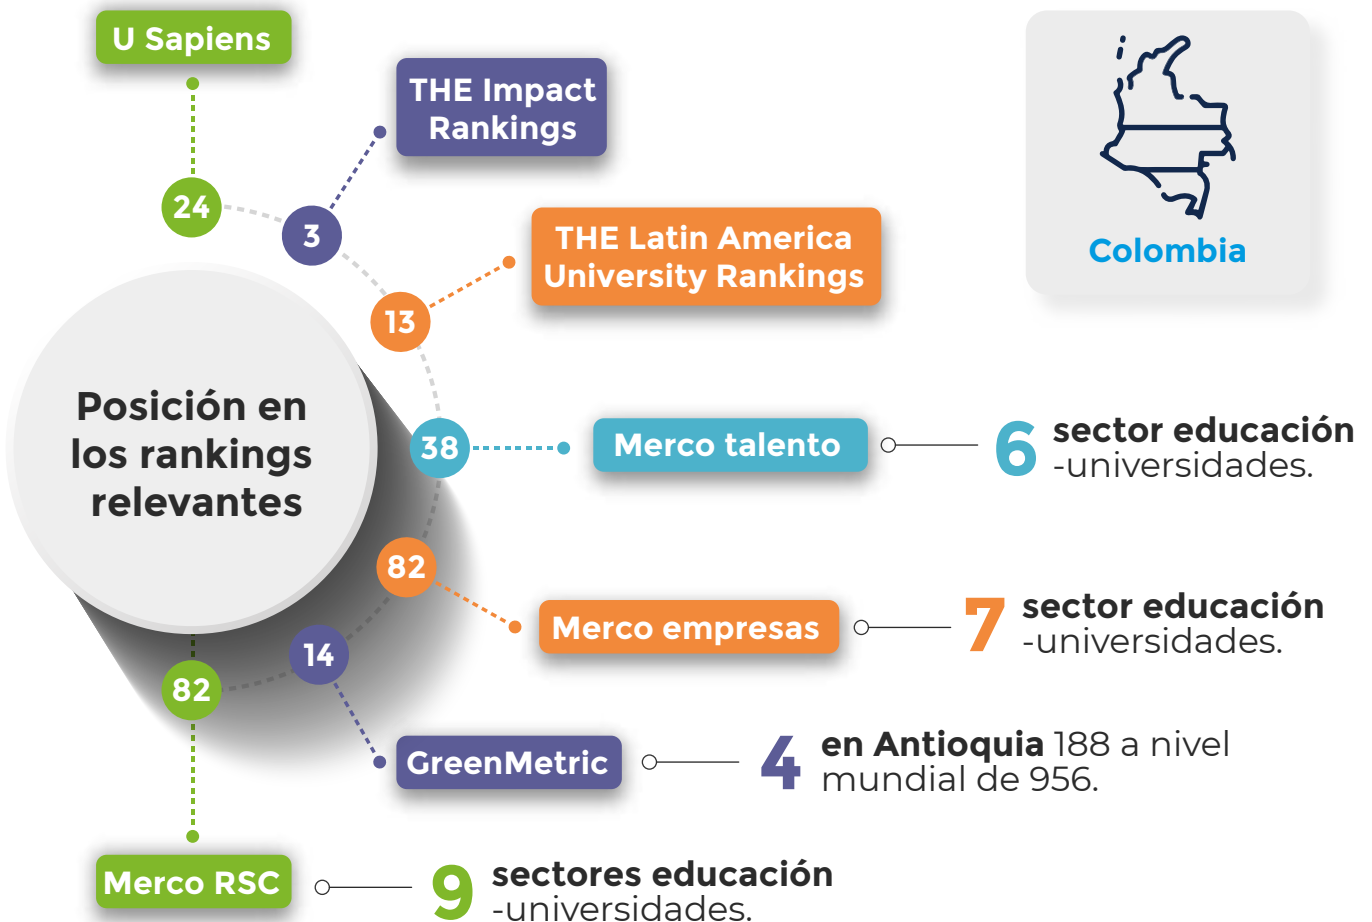 U Sapiens
24
THE Impact
Rankings
3
THE Latin America
University Rankings
13
Colombia
Posición en
los rankings
relevantes
38
Merco talento
6
sector educación
-universidades.
82
Merco empresas
7
sector educación
-universidades.
14
GreenMetric
4
en Antioquia 188 a nivel
mundial de 956.
82
Merco RSC
9
sectores educación
-universidades.